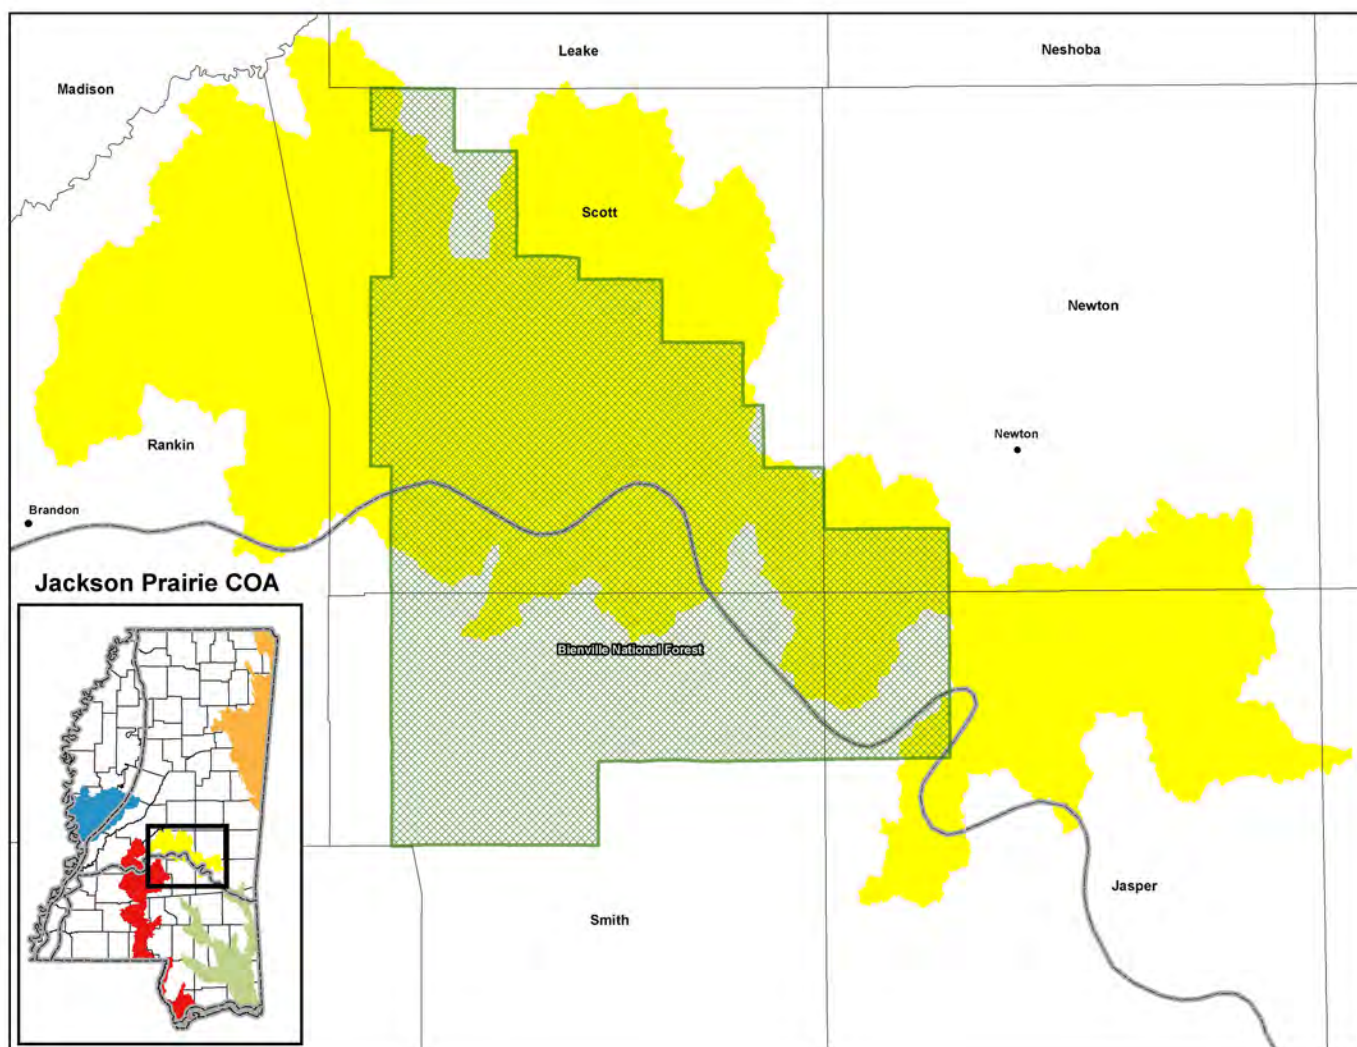 Leake
Neshoba
Madison
Scott
Newton
Rankin
Newton
Brandon
Jackson Prairie COA
Bienville National Forest
Jasper
Smith